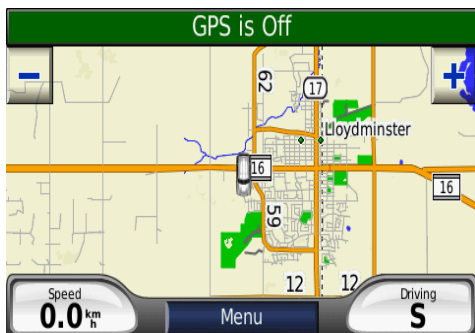 GPS is Off
−
+
62
17
Lloydminster
16
16
59
12
12
Speed
0.0 km/h
Menu
Driving
S